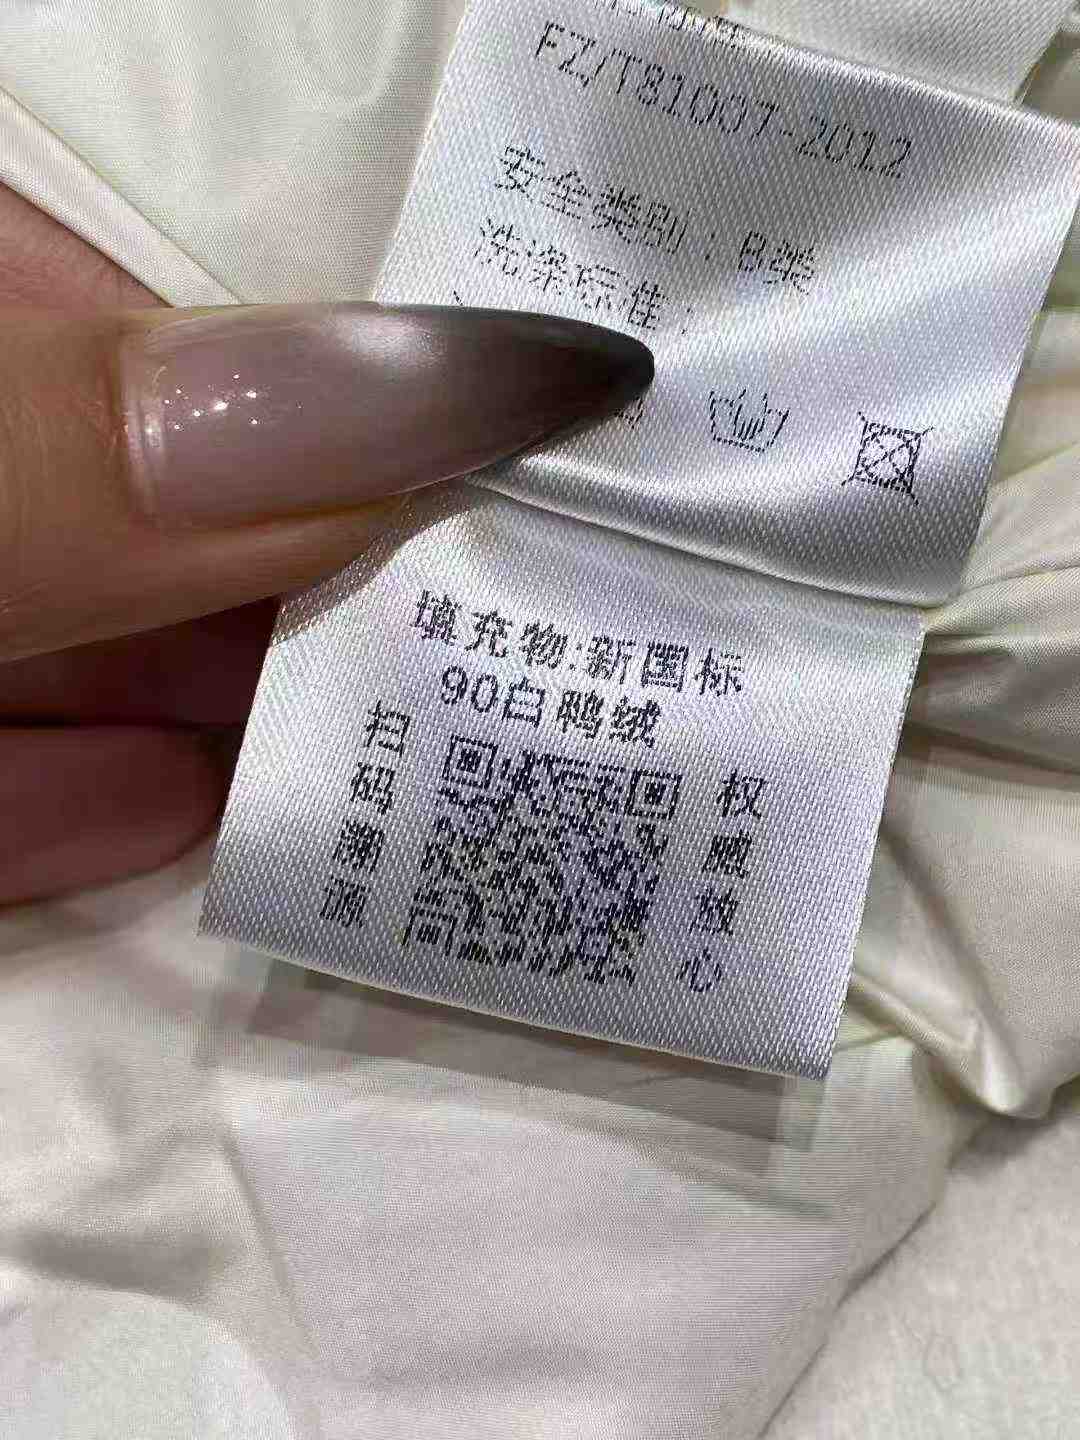 FZ/T81007-2012
安全类别：B类
洗涤标准：
填充物:新国标
90白鸭绒
扫码溯源
权威放心